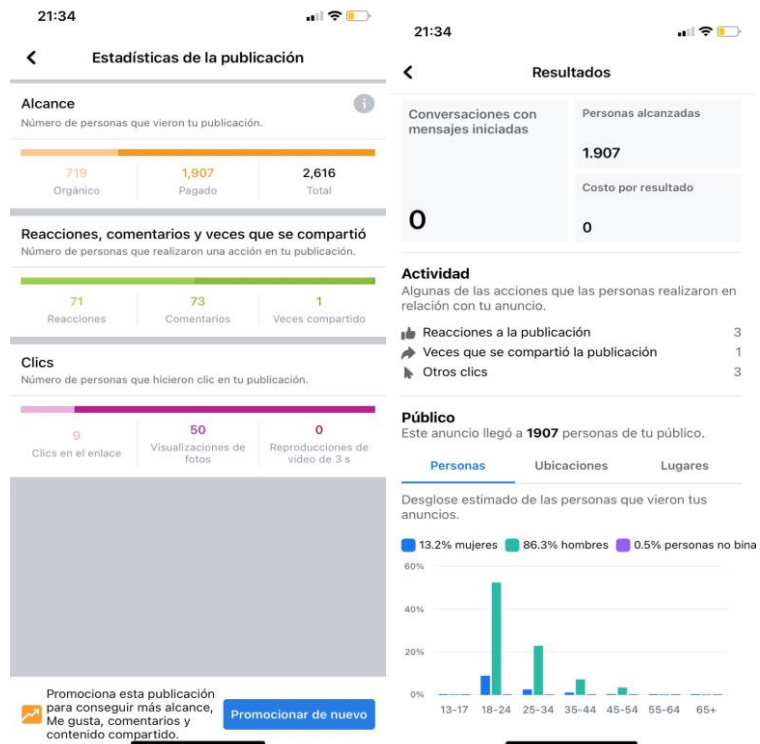 21:34
Estadísticas de la publicación
Alcance
Número de personas que vieron tu publicación.
719
1,907
2,616
Orgánico
Pagado
Total
Reacciones, comentarios y veces que se compartió
Número de personas que realizaron una acción en tu publicación.
71
73
1
Reacciones
Comentarios
Veces compartido
Clics
Número de personas que hicieron clic en tu publicación.
9
50
0
Clics en el enlace
Visualizaciones de
fotos
Reproducciones de
vídeo de 3 s
Promociona esta publicación
para conseguir más alcance,
Me gusta, comentarios y
contenido compartido.
Promocionar de nuevo
21:34
Resultados
Conversaciones con
mensajes iniciadas
0
Personas alcanzadas
1.907
Costo por resultado
0
Actividad
Algunas de las acciones que las personas realizaron en
relación con tu anuncio.
Reacciones a la publicación 3
Veces que se compartió la publicación 1
Otros clics 3
Público
Este anuncio llegó a 1907 personas de tu público.
Personas
Ubicaciones
Lugares
Desglose estimado de las personas que vieron tus
anuncios.
13.2% mujeres 86.3% hombres 0.5% personas no bina
60%
40%
20%
0%
13-17 18-24 25-34 35-44 45-54 55-64 65+